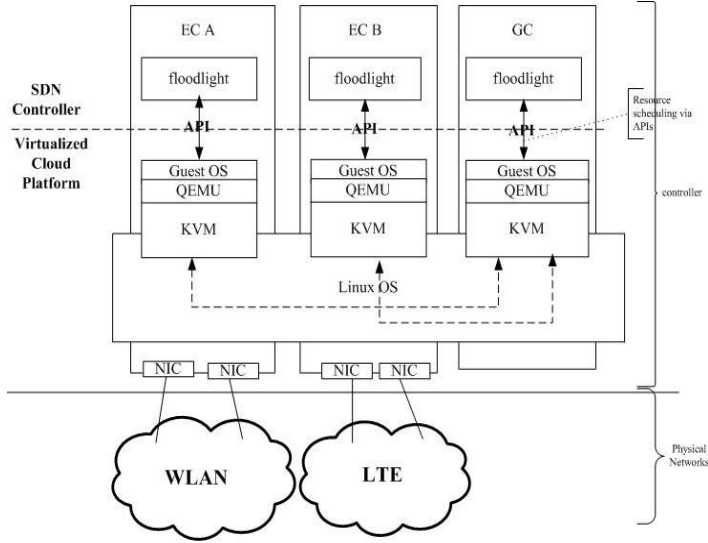 EC A
EC B
GC
floodlight
floodlight
floodlight
SDN
Controller
Resource
scheduling via
APIs
API
API
API
Virtualized
Cloud
Platform
Guest OS
Guest OS
Guest OS
QEMU
QEMU
QEMU
controller
KVM
KVM
KVM
Linux OS
NIC
NIC
NIC
NIC
WLAN
LTE
Physical
Networks